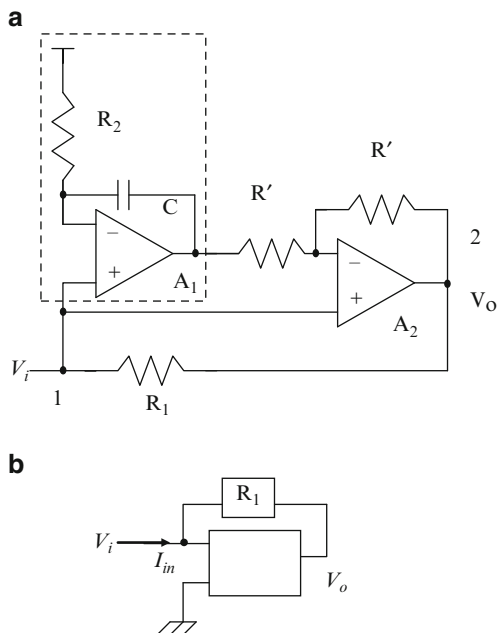 a
R₂
C
−
+
A₁
R′
R′
−
+
A₂
2
Vₒ
Vᵢ
1
R₁
b
R₁
Vᵢ
Iᵢₙ
Vₒ